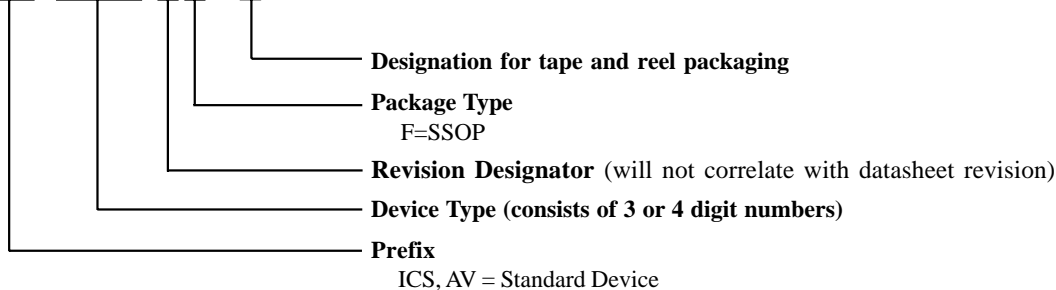 Designation for tape and reel packaging
Package Type
F=SSOP
Revision Designator (will not correlate with datasheet revision)
Device Type (consists of 3 or 4 digit numbers)
Prefix
ICS, AV = Standard Device